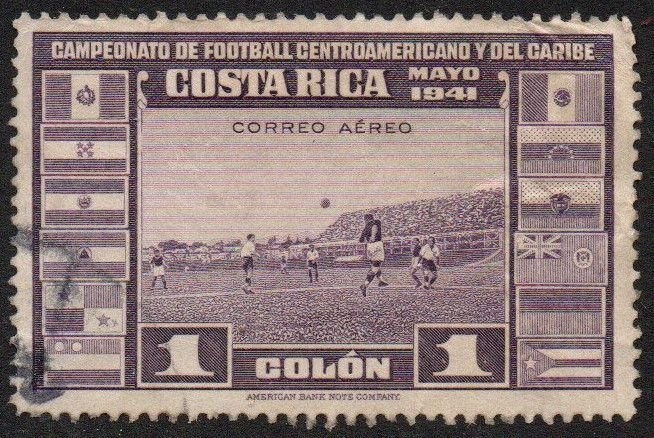 CAMPEONATO DE FOOTBALL CENTROAMERICANO Y DEL CARIBE
COSTA RICA
MAYO
1941
CORREO AÉREO
1
COLÓN
1
AMERICAN BANK NOTE COMPANY.